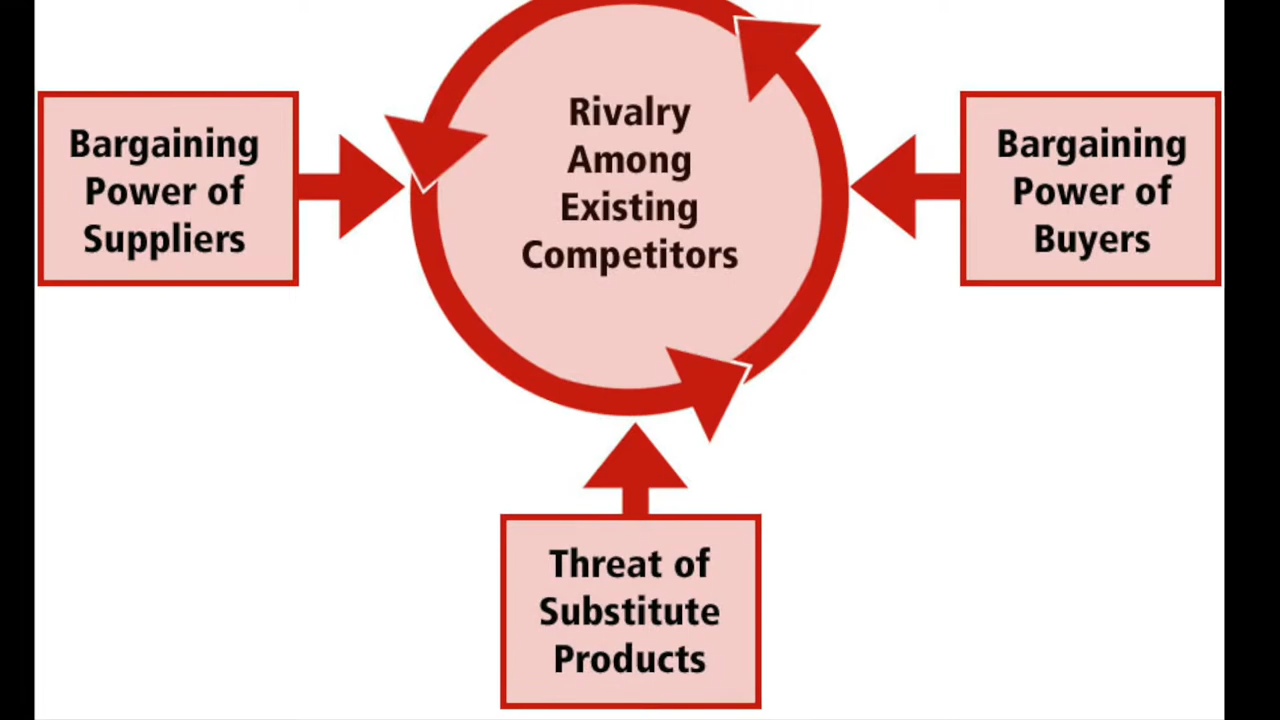 Rivalry
Among
Existing
Competitors
Bargaining
Power of
Suppliers
Bargaining
Power of
Buyers
Threat of
Substitute
Products